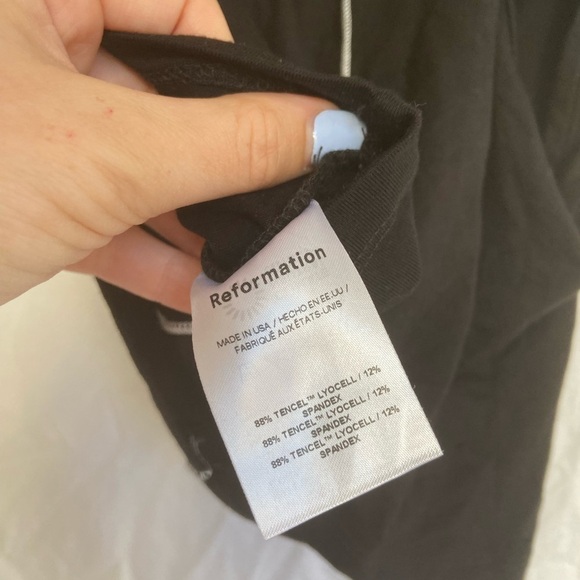 Reformation
MADE IN USA / HECHO EN EE.UU /
FABRIQUÉ AUX ÉTATS-UNIS
88% TENCEL™ LYOCELL / 12%
SPANDEX
88% TENCEL™ LYOCELL / 12%
SPANDEX
88% TENCEL™ LYOCELL / 12%
SPANDEX